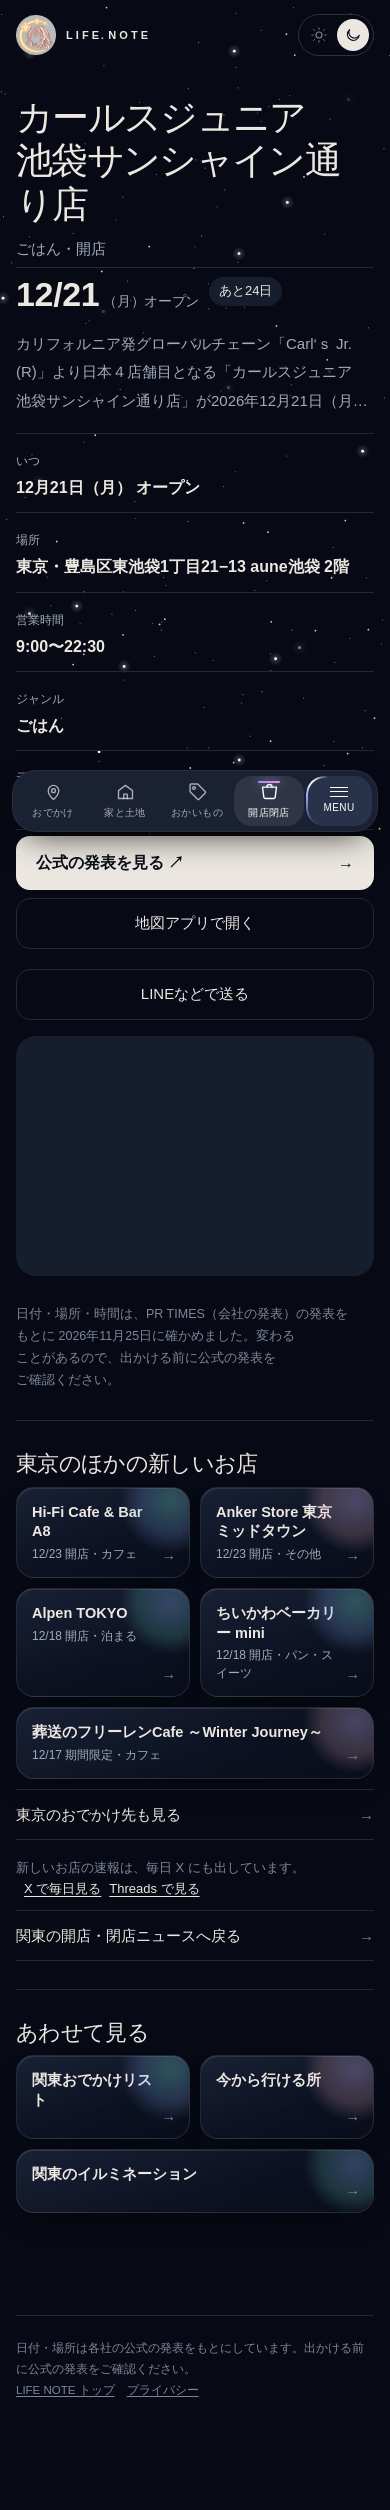 LIFE.NOTE
カールスジュニア
池袋サンシャイン通
り店
ごはん・開店
12/21（月）オープン あと24日
カリフォルニア発グローバルチェーン「Carl‘s Jr.
(R)」より日本４店舗目となる「カールスジュニア
池袋サンシャイン通り店」が2026年12月21日（月…
いつ
12月21日（月） オープン
場所
東京・豊島区東池袋1丁目21−13 aune池袋 2階
営業時間
9:00〜22:30
ジャンル
ごはん
おでかけ
家と土地
おかいもの
開店閉店
MENU
公式の発表を見る ↗ →
地図アプリで開く
LINEなどで送る
日付・場所・時間は、PR TIMES（会社の発表）の発表を
もとに 2026年11月25日に確かめました。変わる
ことがあるので、出かける前に公式の発表を
ご確認ください。
東京のほかの新しいお店
Hi-Fi Cafe & Bar
A8
12/23 開店・カフェ →
Anker Store 東京
ミッドタウン
12/23 開店・その他 →
Alpen TOKYO
12/18 開店・泊まる
→
ちいかわベーカリ
ー mini
12/18 開店・パン・ス
イーツ →
葬送のフリーレンCafe ～Winter Journey～
12/17 期間限定・カフェ →
東京のおでかけ先も見る →
新しいお店の速報は、毎日 X にも出しています。
X で毎日見る Threads で見る
関東の開店・閉店ニュースへ戻る →
あわせて見る
関東おでかけリス
ト
→
今から行ける所
→
関東のイルミネーション
→
日付・場所は各社の公式の発表をもとにしています。出かける前
に公式の発表をご確認ください。
LIFE NOTE トップ プライバシー